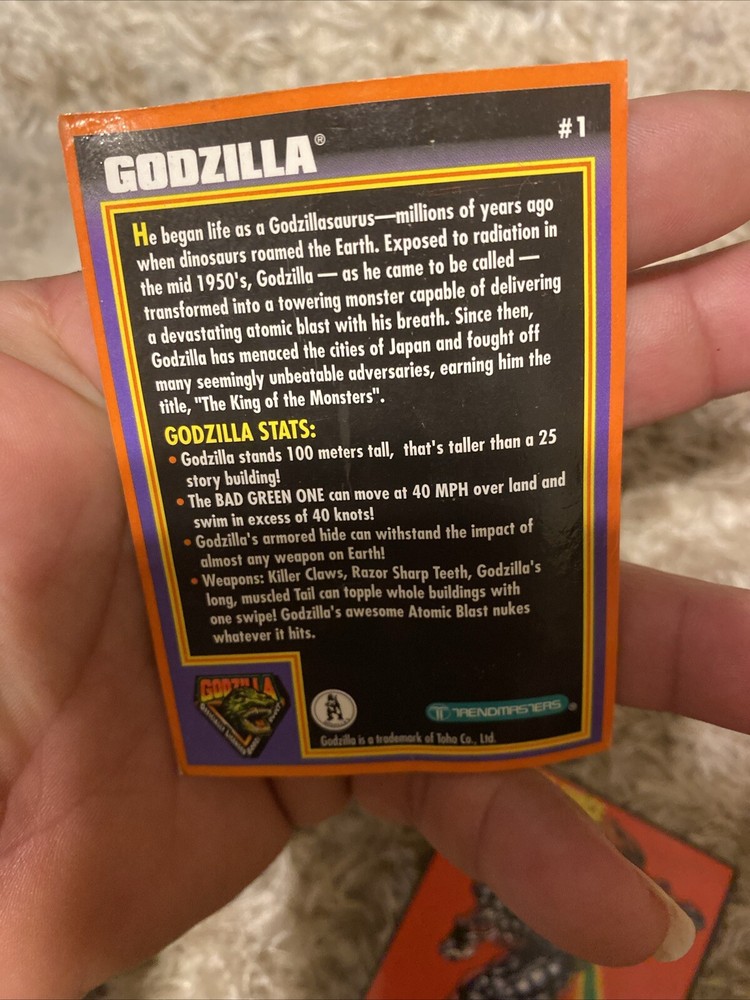 GODZILLA®
#1
He began life as a Godzillasaurus—millions of years ago
when dinosaurs roamed the Earth. Exposed to radiation in
the mid 1950's, Godzilla — as he came to be called —
transformed into a towering monster capable of delivering
a devastating atomic blast with his breath. Since then,
Godzilla has menaced the cities of Japan and fought off
many seemingly unbeatable adversaries, earning him the
title, "The King of the Monsters".
GODZILLA STATS:
• Godzilla stands 100 meters tall, that's taller than a 25
story building!
• The BAD GREEN ONE can move at 40 MPH over land and
swim in excess of 40 knots!
• Godzilla's armored hide can withstand the impact of
almost any weapon on Earth!
• Weapons: Killer Claws, Razor Sharp Teeth, Godzilla's
long, muscled Tail can topple whole buildings with
one swipe! Godzilla's awesome Atomic Blast nukes
whatever it hits.
GODZILLA
TRENDMASTERS®
Godzilla is a trademark of Toho Co., Ltd.